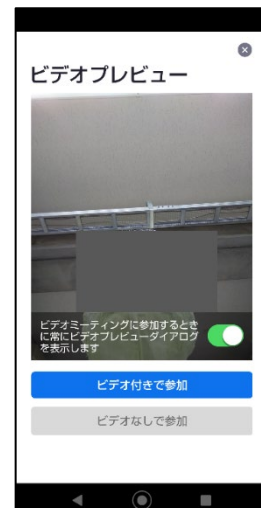 ビデオプレビュー
ビデオミーティングに参加するとき
に常にビデオプレビューダイアログ
を表示します
ビデオ付きで参加
ビデオなしで参加